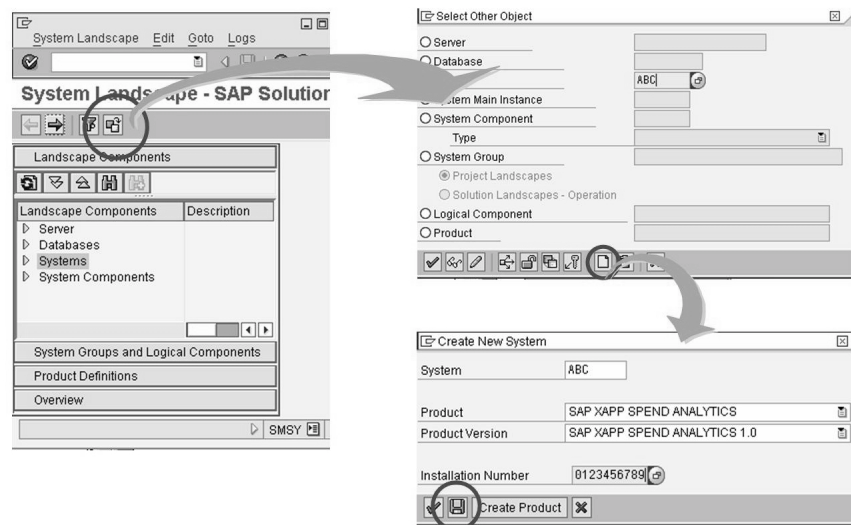 System Landscape Edit Goto Logs
System Landscape - SAP Solution
Landscape Components
Landscape Components Description
Server
Databases
Systems
System Components
System Groups and Logical Components
Product Definitions
Overview
SMSY
Select Other Object
Server
Database
ABC
System Main Instance
System Component
Type
System Group
Project Landscapes
Solution Landscapes - Operation
Logical Component
Product
Create New System
System ABC
Product SAP XAPP SPEND ANALYTICS
Product Version SAP XAPP SPEND ANALYTICS 1.0
Installation Number 0123456789
Create Product